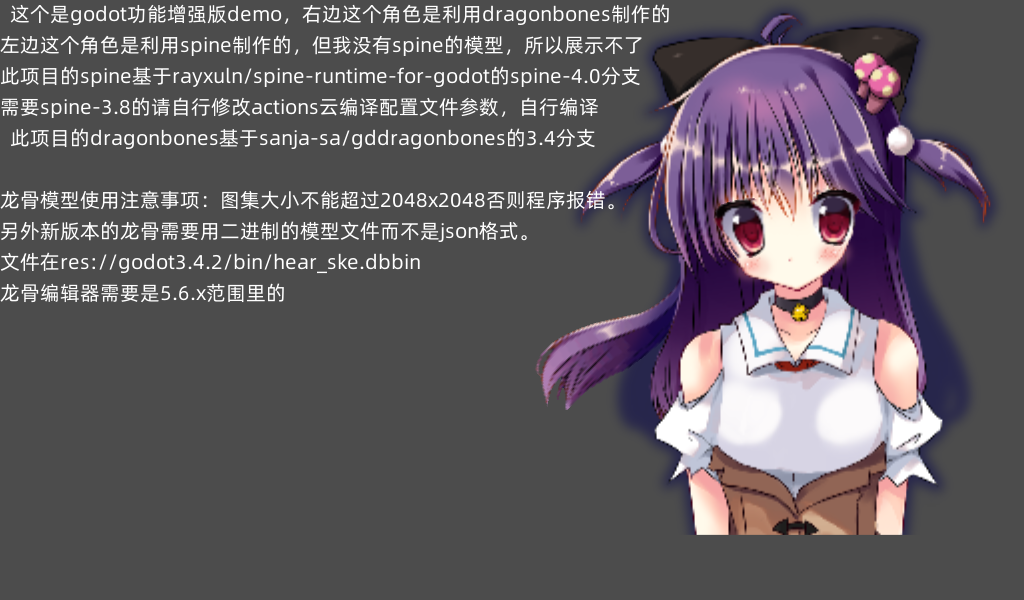 这个是godot功能增强版demo，右边这个角色是利用dragonbones制作的
左边这个角色是利用spine制作的，但我没有spine的模型，所以展示不了
此项目的spine基于rayxuln/spine-runtime-for-godot的spine-4.0分支
需要spine-3.8的请自行修改actions云编译配置文件参数，自行编译
此项目的dragonbones基于sanja-sa/gddragonbones的3.4分支
龙骨模型使用注意事项：图集大小不能超过2048x2048否则程序报错。
另外新版本的龙骨需要用二进制的模型文件而不是json格式。
文件在res://godot3.4.2/bin/hear_ske.dbbin
龙骨编辑器需要是5.6.x范围里的